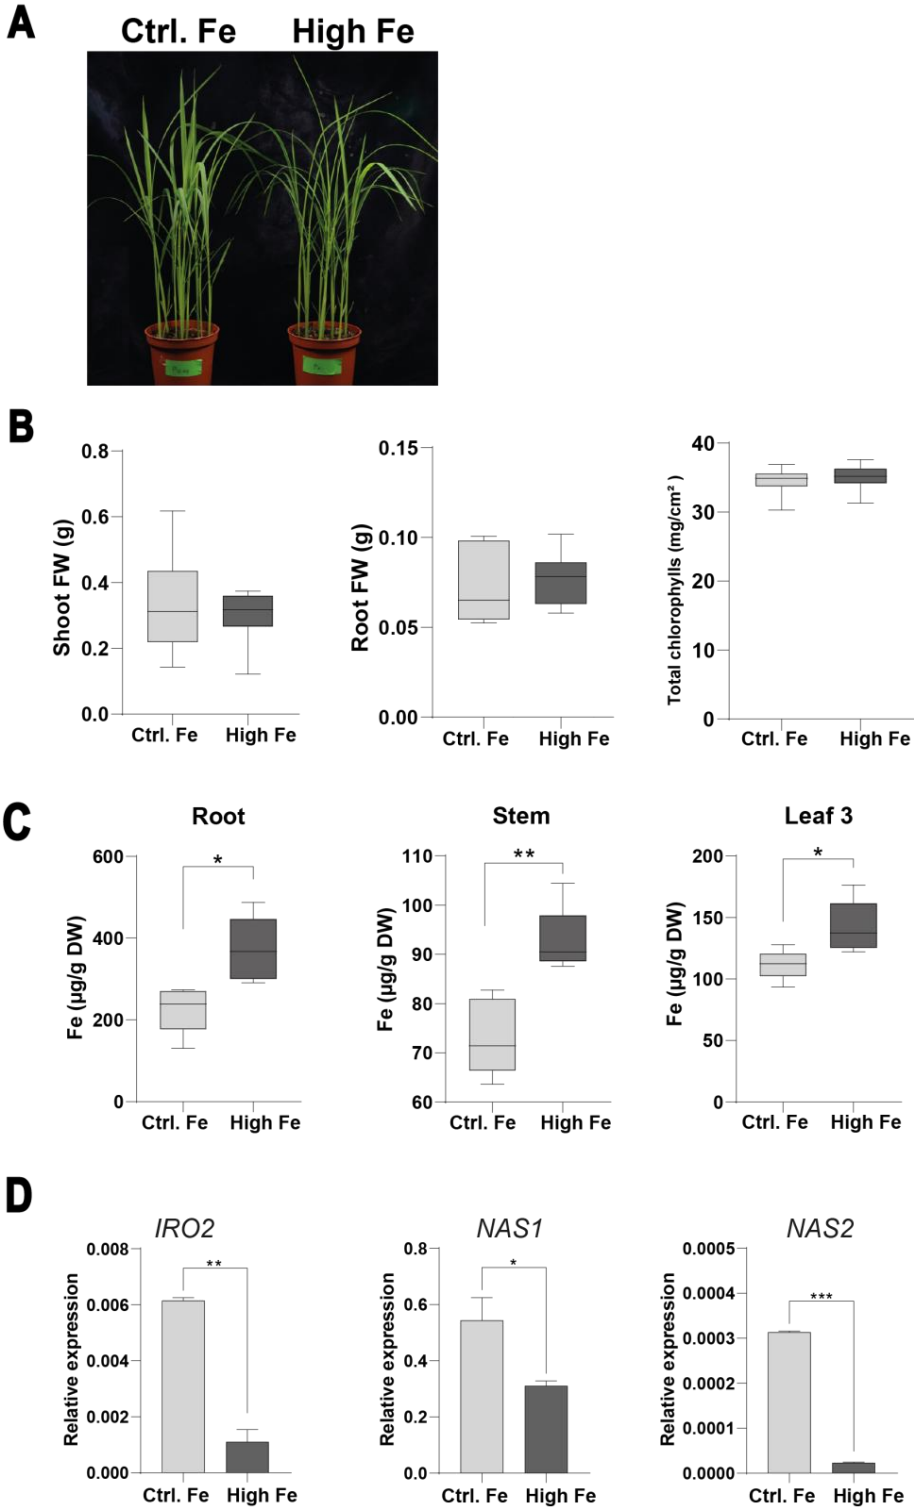 A
Ctrl. Fe High Fe
B
Shoot FW (g)
0.8
0.6
0.4
0.2
0.0
Ctrl. Fe High Fe
Root FW (g)
0.15
0.10
0.05
0.00
Ctrl. Fe High Fe
Total chlorophylls (mg/cm²)
40
30
20
10
0
Ctrl. Fe High Fe
C
Root
Fe (µg/g DW)
600
400
200
0
*
Ctrl. Fe High Fe
Stem
Fe (µg/g DW)
110
100
90
80
70
60
**
Ctrl. Fe High Fe
Leaf 3
Fe (µg/g DW)
200
150
100
50
0
*
Ctrl. Fe High Fe
D
IRO2
Relative expression
0.008
0.006
0.004
0.002
0.000
**
Ctrl. Fe High Fe
NAS1
Relative expression
0.8
0.6
0.4
0.2
0.0
*
Ctrl. Fe High Fe
NAS2
Relative expression
0.0005
0.0004
0.0003
0.0002
0.0001
0.0000
***
Ctrl. Fe High Fe